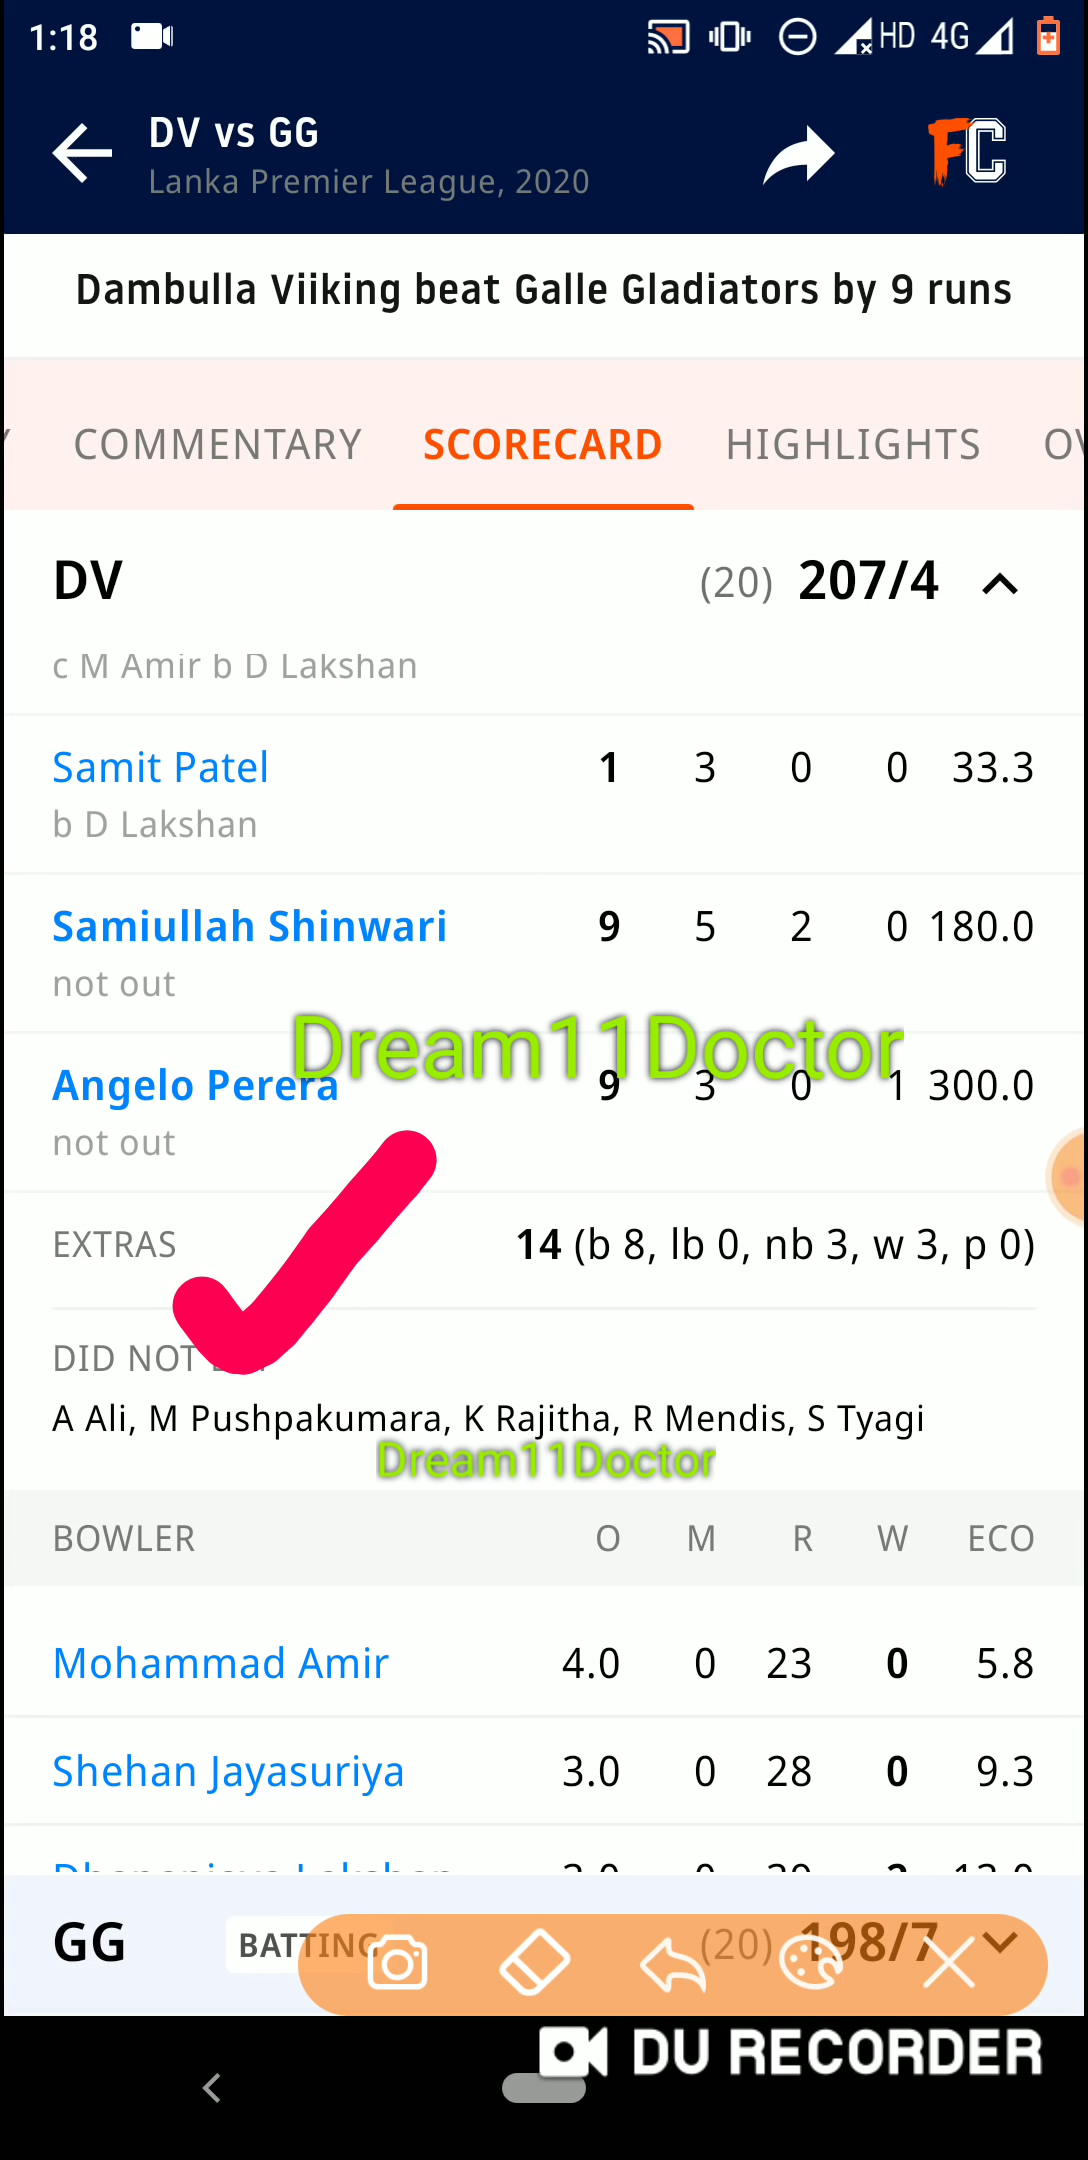 1:18 HD 4G
DV vs GG
Lanka Premier League, 2020
FC
Dambulla Viiking beat Galle Gladiators by 9 runs
COMMENTARY SCORECARD HIGHLIGHTS
DV (20) 207/4
c M Amir b D Lakshan
Samit Patel 1 3 0 0 33.3
b D Lakshan
Samiullah Shinwari 9 5 2 0 180.0
not out
Dream11Doctor
Angelo Perera 9 3 0 1 300.0
not out
EXTRAS 14 (b 8, lb 0, nb 3, w 3, p 0)
DID NOT
A Ali, M Pushpakumara, K Rajitha, R Mendis, S Tyagi
Dream11Doctor
BOWLER O M R W ECO
Mohammad Amir 4.0 0 23 0 5.8
Shehan Jayasuriya 3.0 0 28 0 9.3
GG BATTING (20) 198/7
DU RECORDER